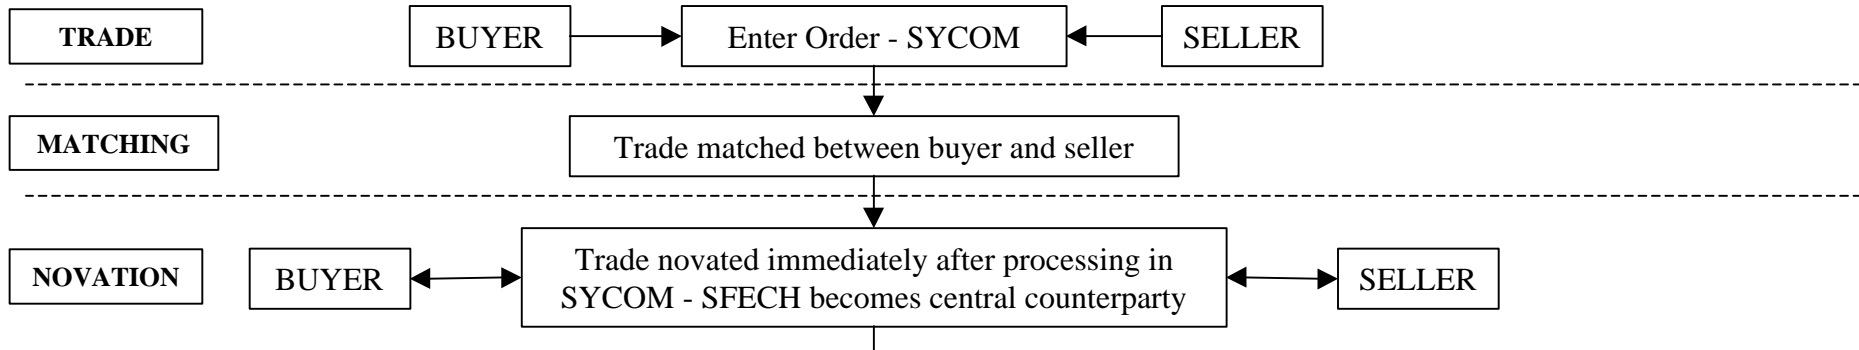 TRADE
BUYER
Enter Order - SYCOM
SELLER
MATCHING
Trade matched between buyer and seller
NOVATION
BUYER
Trade novated immediately after processing in
SYCOM - SFECH becomes central counterparty
SELLER